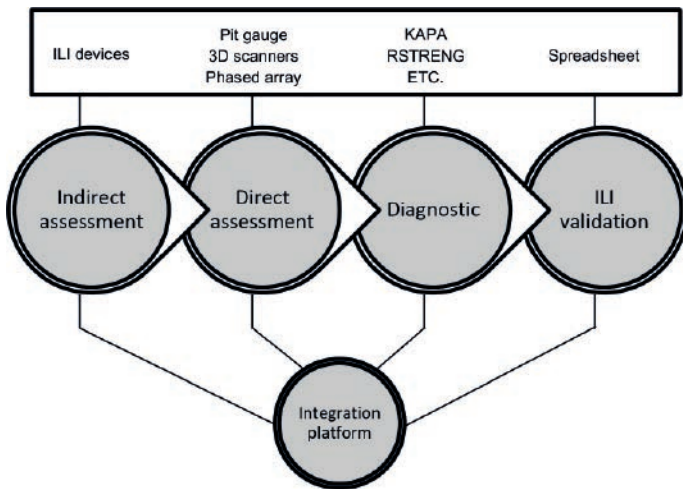 ILI devices
Pit gauge
3D scanners
Phased array
KAPA
RSTRENG
ETC.
Spreadsheet
Indirect
assessment
Direct
assessment
Diagnostic
ILI
validation
Integration
platform